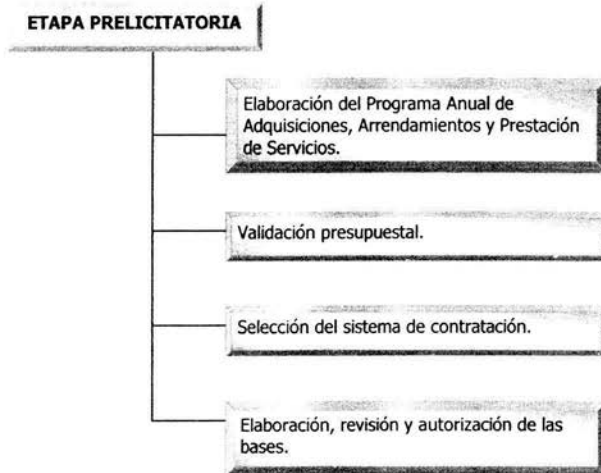 ETAPA PRELICITATORIA
Elaboración del Programa Anual de
Adquisiciones, Arrendamientos y Prestación
de Servicios.
Validación presupuestal.
Selección del sistema de contratación.
Elaboración, revisión y autorización de las
bases.